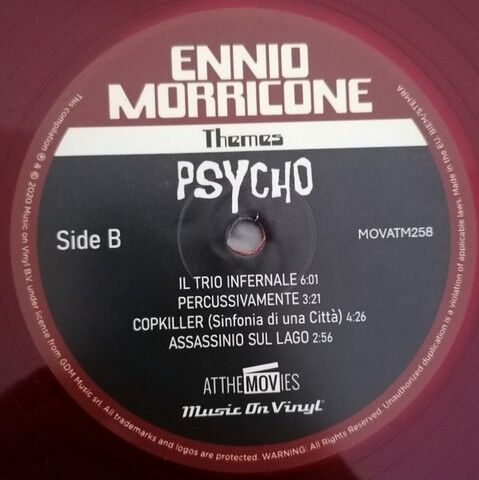 ENNIO
MORRICONE
Themes
PSYCHO
Side B
MOVATM258
IL TRIO INFERNALE 6:01
PERCUSSIVAMENTE 3:21
COPKILLER (Sinfonia di una Città) 4:26
ASSASSINIO SUL LAGO 2:56
ATTHEMOVIES
Music On Vinyl®
This compilation ℗ & © 2020 Music on Vinyl B.V. under license from GDM Music srl. All trademarks and logos are protected. WARNING: All Rights Reserved. Unauthorized duplication is a violation of applicable laws. Made in the EU. BIEM/STEMRA